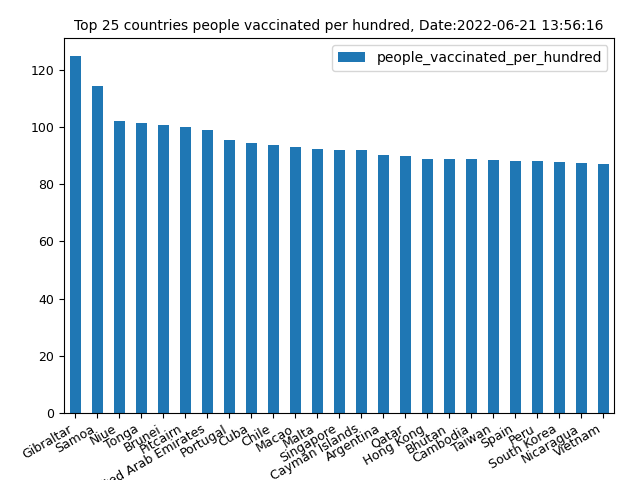 Top 25 countries people vaccinated per hundred, Date:2022-06-21 13:56:16
people_vaccinated_per_hundred
120
100
80
60
40
20
0
Gibraltar
Samoa
Niue
Tonga
Brunei
Pitcairn
Arab Emirates
Portugal
Cuba
Chile
Macao
Malta
Singapore
Cayman Islands
Argentina
Qatar
Hong Kong
Bhutan
Cambodia
Taiwan
Spain
Peru
South Korea
Nicaragua
Vietnam